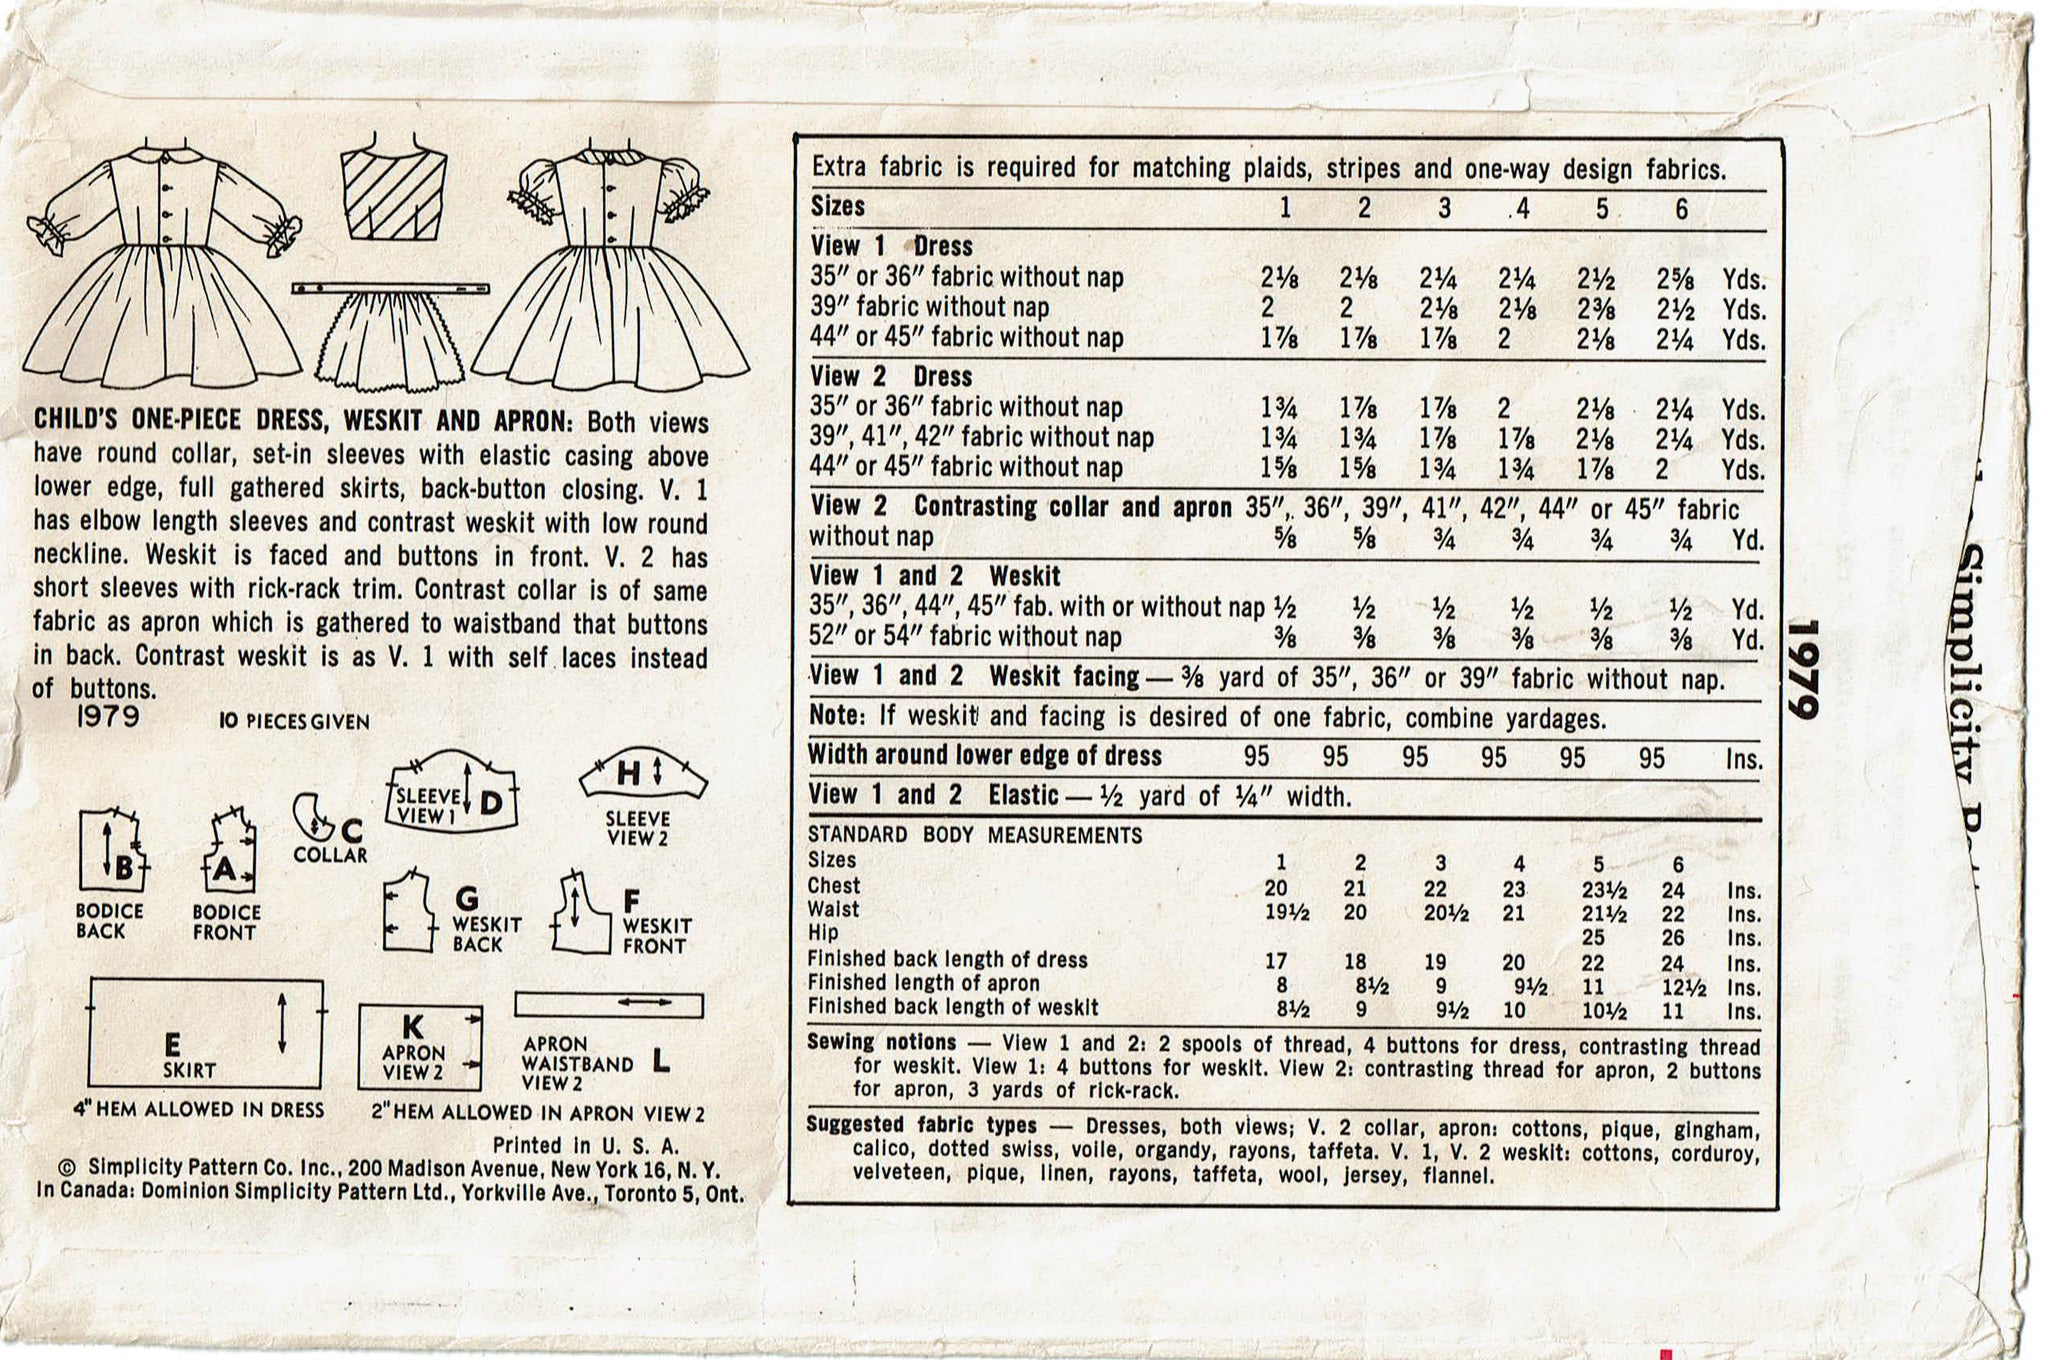 CHILD'S ONE-PIECE DRESS, WESKIT AND APRON: Both views
have round collar, set-in sleeves with elastic casing above
lower edge, full gathered skirts, back-button closing. V. 1
has elbow length sleeves and contrast weskit with low round
neckline. Weskit is faced and buttons in front. V. 2 has
short sleeves with rick-rack trim. Contrast collar is of same
fabric as apron which is gathered to waistband that buttons
in back. Contrast weskit is as V. 1 with self laces instead
of buttons.
1979 10 PIECES GIVEN
B
BODICE
BACK
A
BODICE
FRONT
C
COLLAR
SLEEVE
VIEW 1 D
H
SLEEVE
VIEW 2
G
WESKIT
BACK
F
WESKIT
FRONT
E
SKIRT
K
APRON
VIEW 2
APRON
WAISTBAND L
VIEW 2
4" HEM ALLOWED IN DRESS
2" HEM ALLOWED IN APRON VIEW 2
Printed in U. S. A.
© Simplicity Pattern Co. Inc., 200 Madison Avenue, New York 16, N. Y.
In Canada: Dominion Simplicity Pattern Ltd., Yorkville Ave., Toronto 5, Ont.
Extra fabric is required for matching plaids, stripes and one-way design fabrics.
Sizes 1 2 3 4 5 6
View 1 Dress
35" or 36" fabric without nap 2⅛ 2⅛ 2¼ 2¼ 2½ 2⅝ Yds.
39" fabric without nap 2 2 2⅛ 2⅛ 2⅜ 2½ Yds.
44" or 45" fabric without nap 1⅞ 1⅞ 1⅞ 2 2⅛ 2¼ Yds.
View 2 Dress
35" or 36" fabric without nap 1¾ 1⅞ 1⅞ 2 2⅛ 2¼ Yds.
39", 41", 42" fabric without nap 1¾ 1¾ 1⅞ 1⅞ 2⅛ 2¼ Yds.
44" or 45" fabric without nap 1⅝ 1⅝ 1¾ 1¾ 1⅞ 2 Yds.
View 2 Contrasting collar and apron 35", 36", 39", 41", 42", 44" or 45" fabric
without nap ⅝ ⅝ ¾ ¾ ¾ ¾ Yd.
View 1 and 2 Weskit
35", 36", 44", 45" fab. with or without nap ½ ½ ½ ½ ½ ½ Yd.
52" or 54" fabric without nap ⅜ ⅜ ⅜ ⅜ ⅜ ⅜ Yd.
View 1 and 2 Weskit facing — ⅜ yard of 35", 36" or 39" fabric without nap.
Note: If weskit and facing is desired of one fabric, combine yardages.
Width around lower edge of dress 95 95 95 95 95 95 Ins.
View 1 and 2 Elastic — ½ yard of ¼" width.
STANDARD BODY MEASUREMENTS
Sizes 1 2 3 4 5 6
Chest 20 21 22 23 23½ 24 Ins.
Waist 19½ 20 20½ 21 21½ 22 Ins.
Hip 25 26 Ins.
Finished back length of dress 17 18 19 20 22 24 Ins.
Finished length of apron 8 8½ 9 9½ 11 12½ Ins.
Finished back length of weskit 8½ 9 9½ 10 10½ 11 Ins.
Sewing notions — View 1 and 2: 2 spools of thread, 4 buttons for dress, contrasting thread
for weskit. View 1: 4 buttons for weskit. View 2: contrasting thread for apron, 2 buttons
for apron, 3 yards of rick-rack.
Suggested fabric types — Dresses, both views; V. 2 collar, apron: cottons, pique, gingham,
calico, dotted swiss, voile, organdy, rayons, taffeta. V. 1, V. 2 weskit: cottons, corduroy,
velveteen, pique, linen, rayons, taffeta, wool, jersey, flannel.
1979
Simplicity